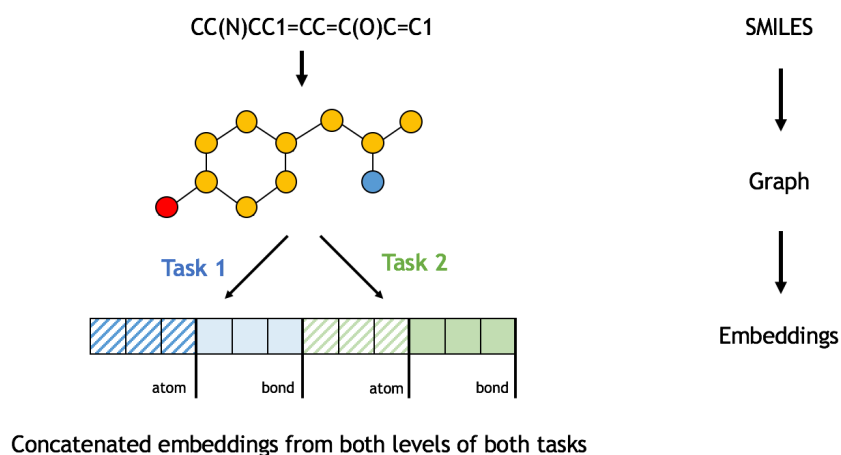 CC(N)CC1=CC=C(O)C=C1
SMILES
Graph
Task 1
Task 2
Embeddings
atom
bond
atom
bond
Concatenated embeddings from both levels of both tasks